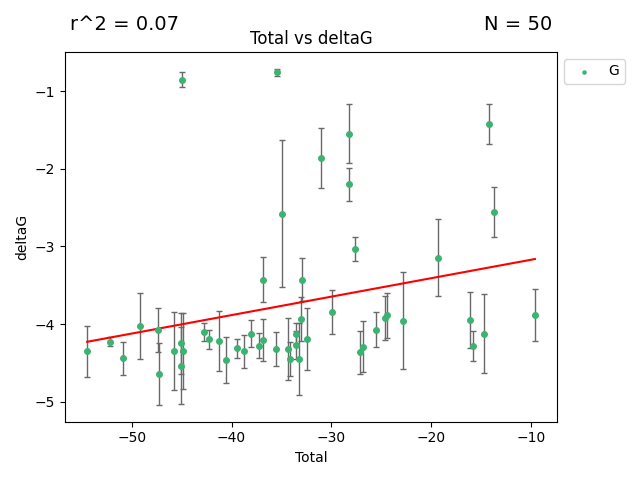 r^2 = 0.07
N = 50
Total vs deltaG
G
−1
−2
−3
−4
−5
deltaG
−50 −40 −30 −20 −10
Total